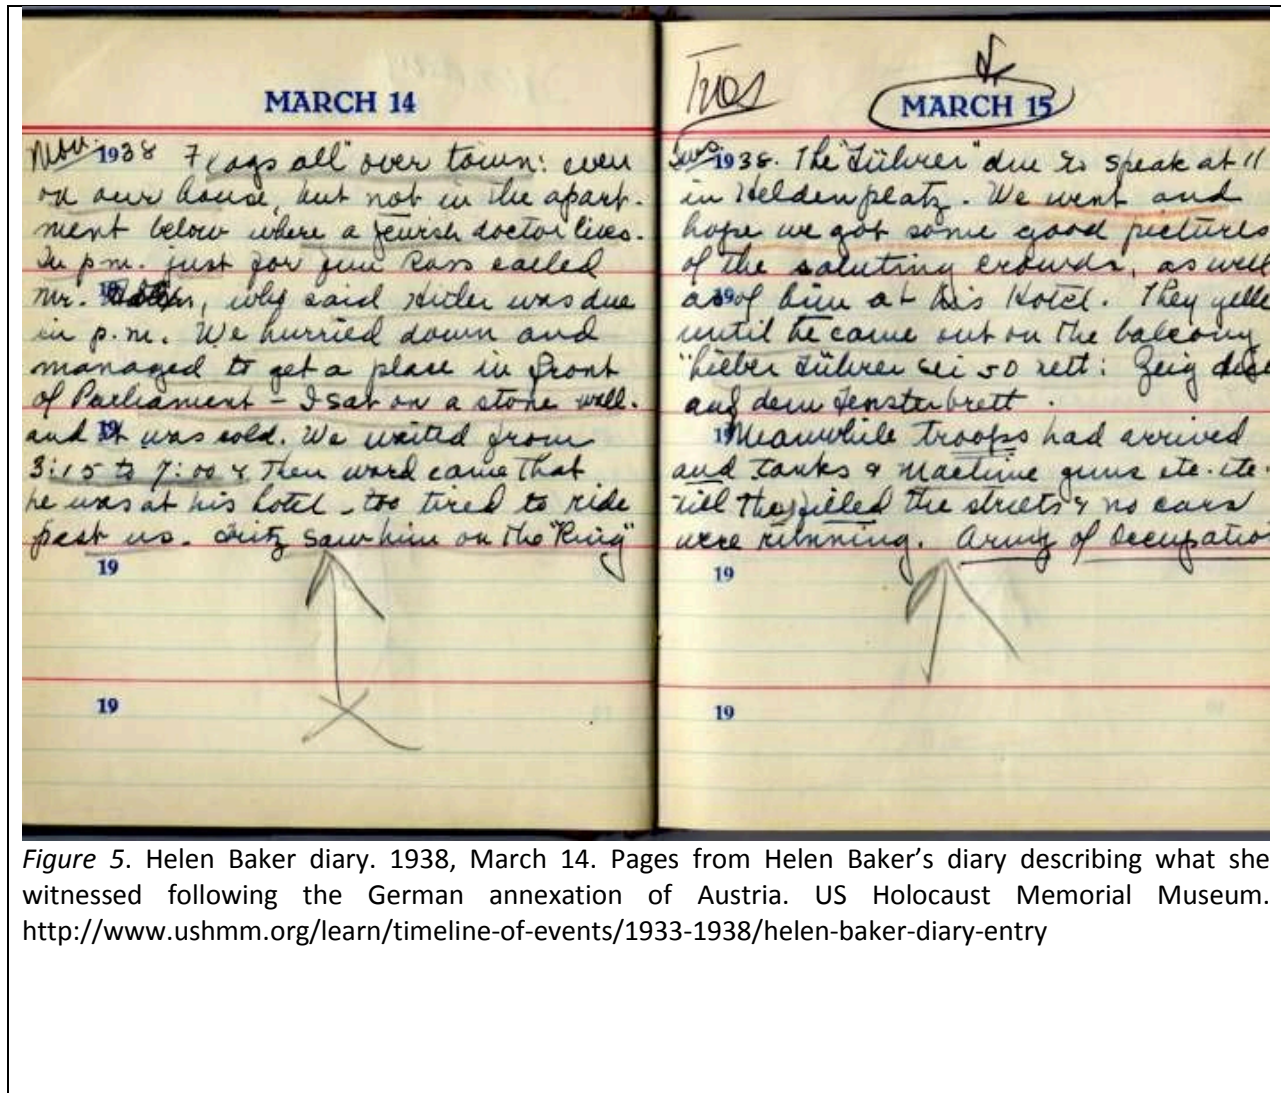 MARCH 14
Mon. 1938 Flags all over town: even
on our house, but not in the apart-
ment below where a Jewish doctor lives.
In p.m. just for fun Ross called
Mr. , who said Hitler was due
in p.m. We hurried down and
managed to get a place in front
of Parliament – I sat on a stone wall.
and it was cold. We waited from
3:15 to 7:00 & then word came that
he was at his hotel – too tired to ride
past us. Fritz saw him on the "Ring"
19
19
Tues
MARCH 15
Tues. 1938. The "Führer" due to speak at 11
in Heldenplatz. We went and
hope we got some good pictures
of the saluting crowds, as well
as of him at his Hotel. They yelle
until he came out on the balcony
"Lieber Führer sei so nett: Zeig dich
auf dem Fensterbrett.
19 Meanwhile troops had arrived
and tanks & machine guns etc. etc.
till they filled the streets & no cars
were running. Army of Occupatio
19
19
Figure 5. Helen Baker diary. 1938, March 14. Pages from Helen Baker’s diary describing what she
witnessed following the German annexation of Austria. US Holocaust Memorial Museum.
http://www.ushmm.org/learn/timeline-of-events/1933-1938/helen-baker-diary-entry